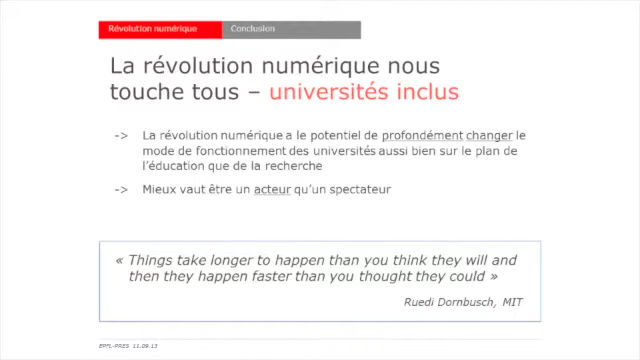 Révolution numérique Conclusion
La révolution numérique nous
touche tous – universités inclus
-> La révolution numérique a le potentiel de profondément changer le
mode de fonctionnement des universités aussi bien sur le plan de
l'éducation que de la recherche
-> Mieux vaut être un acteur qu'un spectateur
« Things take longer to happen than you think they will and
then they happen faster than you thought they could »
Ruedi Dornbusch, MIT
EPFL-PRES 11.09.13